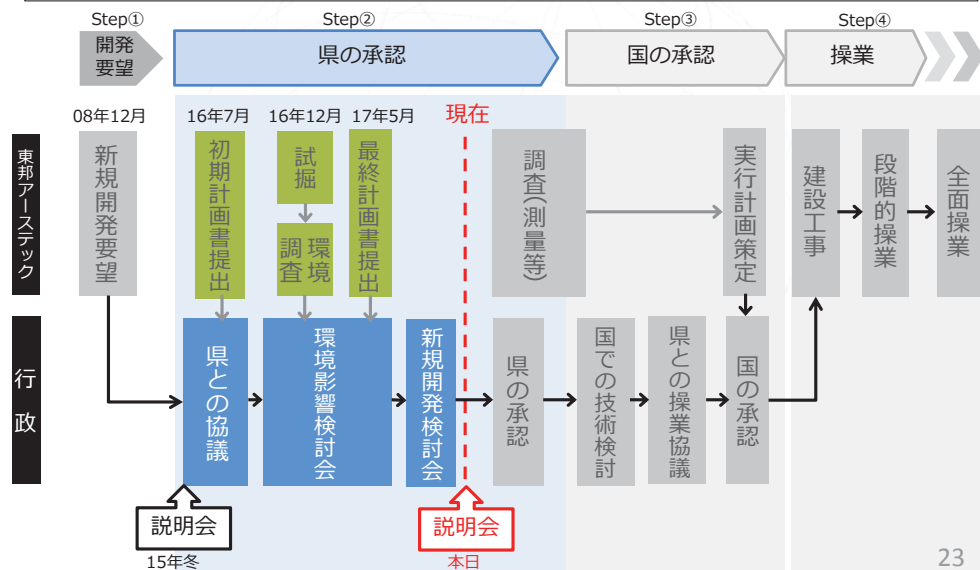 Step①
Step②
Step③
Step④
開発
要望
県の承認
国の承認
操業
08年12月
16年7月
16年12月
17年5月
現在
東邦アーステック
新規開発要望
初期計画書提出
試掘
環境
調査
最終計画書提出
調査(測量等)
実行計画策定
建設工事
段階的操業
全面操業
行政
県との協議
環境影響検討会
新規開発検討会
県の承認
国での技術検討
県との操業協議
国の承認
説明会
15年冬
説明会
本日
23